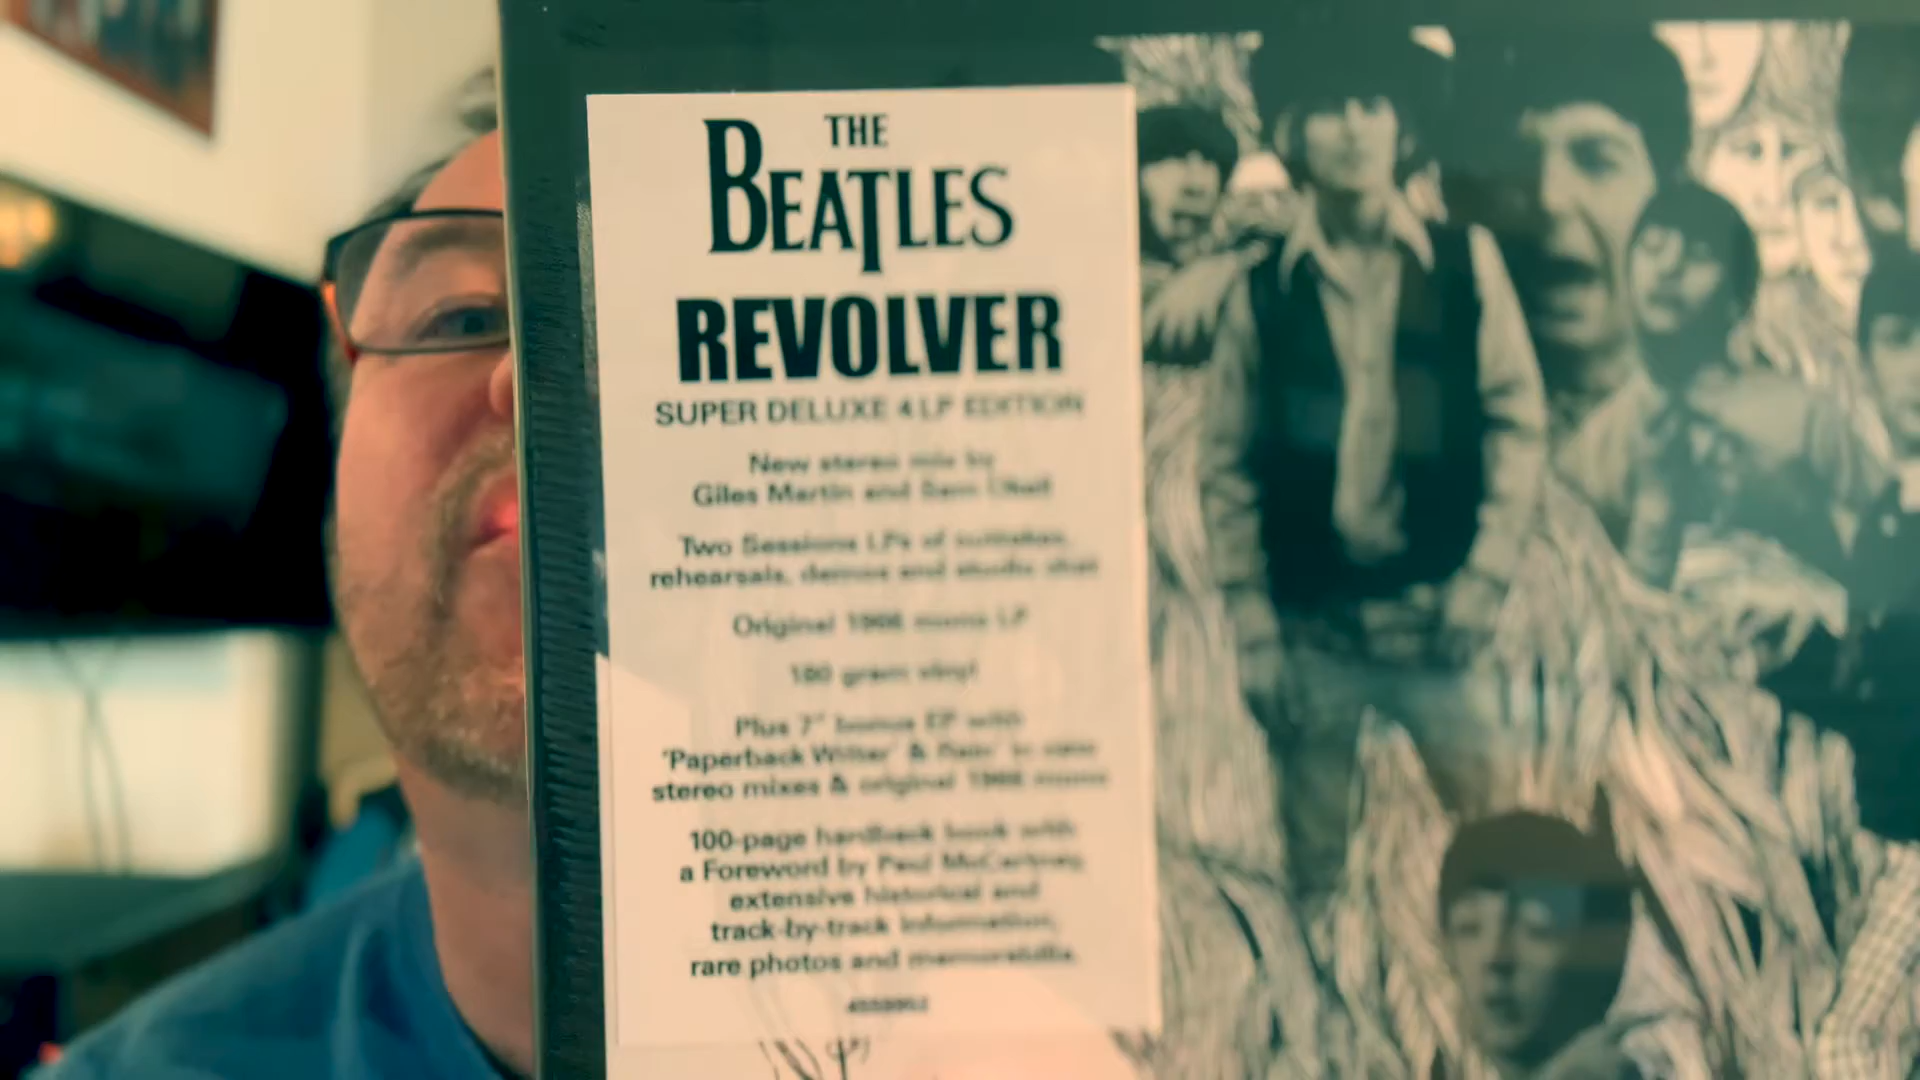 THE
BEATLES
REVOLVER
SUPER DELUXE 4 LP EDITION
New stereo mix by
Giles Martin and Sam Okell
Two Sessions LPs of outtakes,
rehearsals, demos and studio chat
Original 1966 mono LP
180 gram vinyl
Plus 7" bonus EP with
'Paperback Writer' & 'Rain' in new
stereo mixes & original 1966 mono
100-page hardback book with
a Foreword by Paul McCartney,
extensive historical and
track-by-track information,
rare photos and memorabilia.